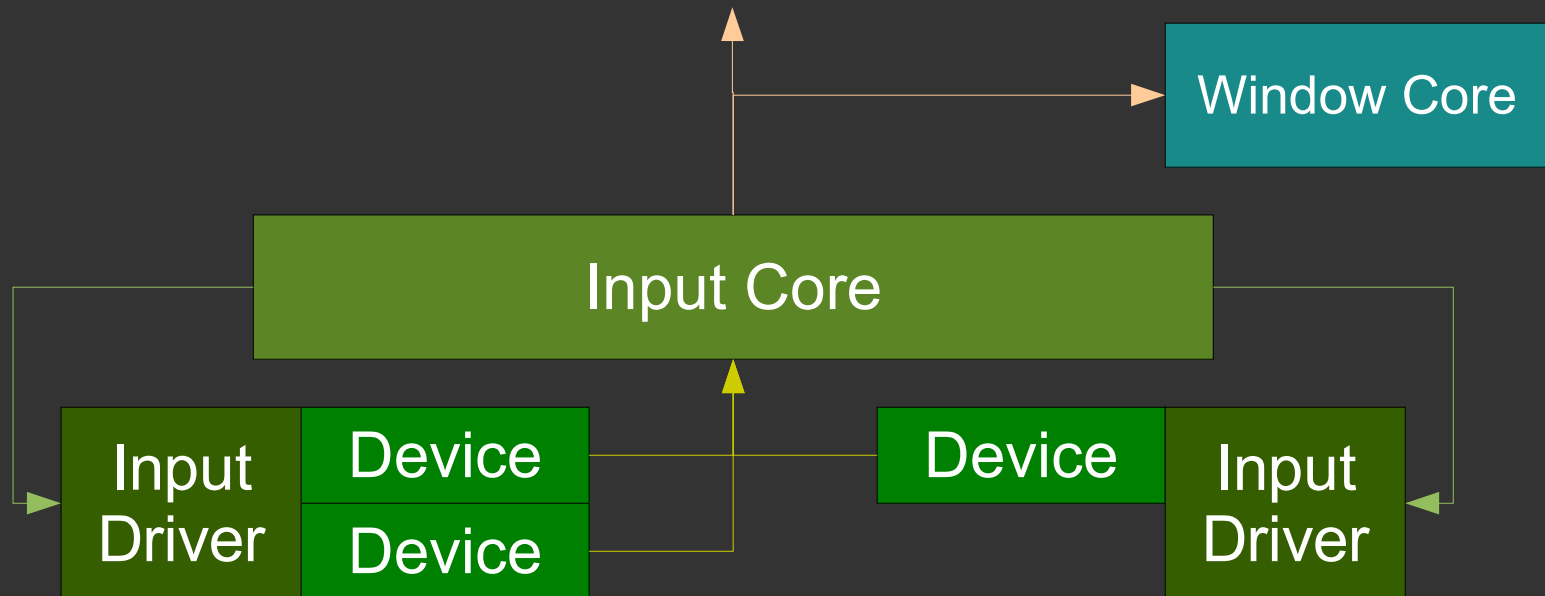 Window Core
Input Core
Input
Driver
Device
Device
Device
Input
Driver